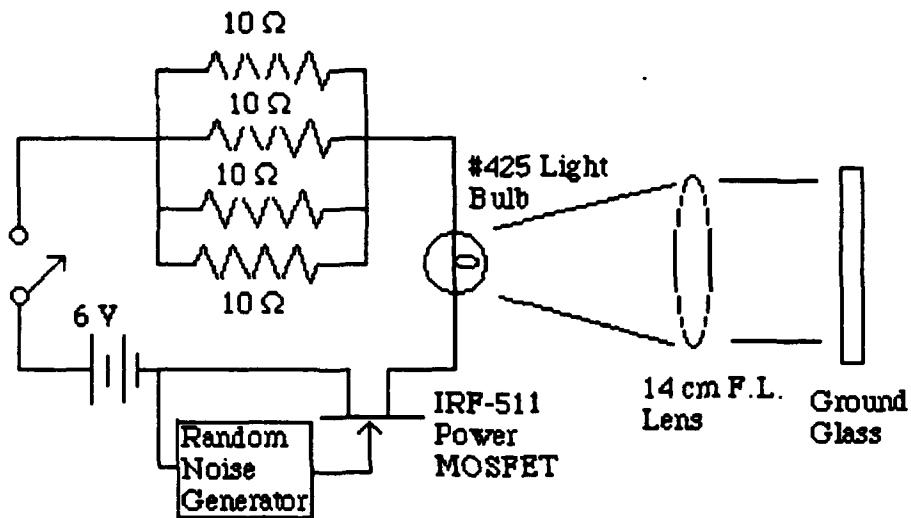 10 Ω
10 Ω
10 Ω
10 Ω
#425 Light
Bulb
6 V
IRF-511
Power
MOSFET
Random
Noise
Generator
14 cm F.L.
Lens
Ground
Glass